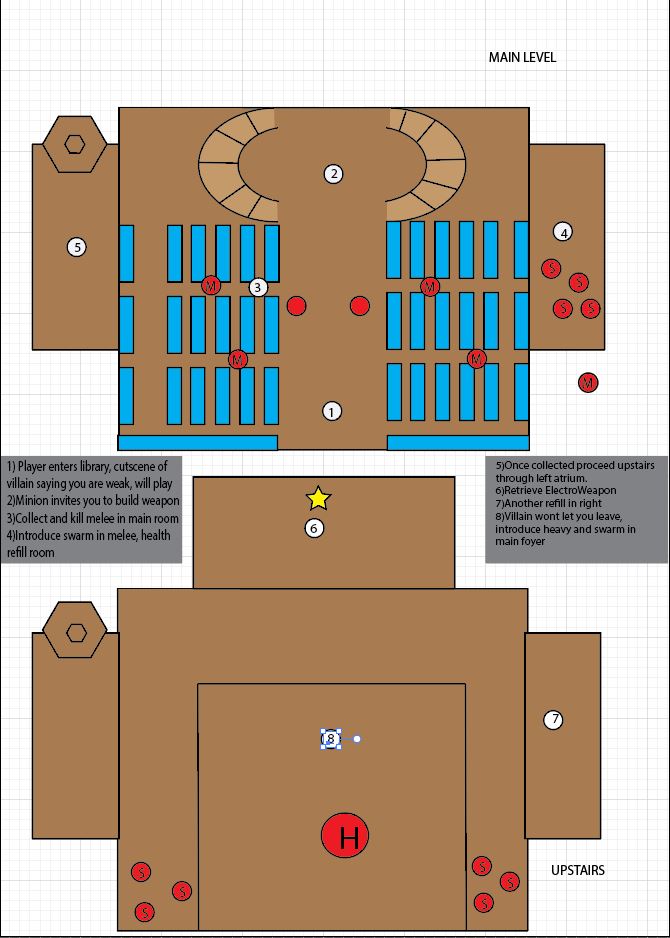 MAIN LEVEL
2
4
5
S
M
3
M
S
S
S
M
M
M
1
1) Player enters library, cutscene of
villain saying you are weak, will play
2)Minion invites you to build weapon
3)Collect and kill melee in main room
4)Introduce swarm in melee, health
refill room
5)Once collected proceed upstairs
through left atrium.
6)Retrieve ElectroWeapon
7)Another refill in right
8)Villain wont let you leave,
introduce heavy and swarm in
main foyer
6
7
8
H
S
S
S
S
S
S
UPSTAIRS